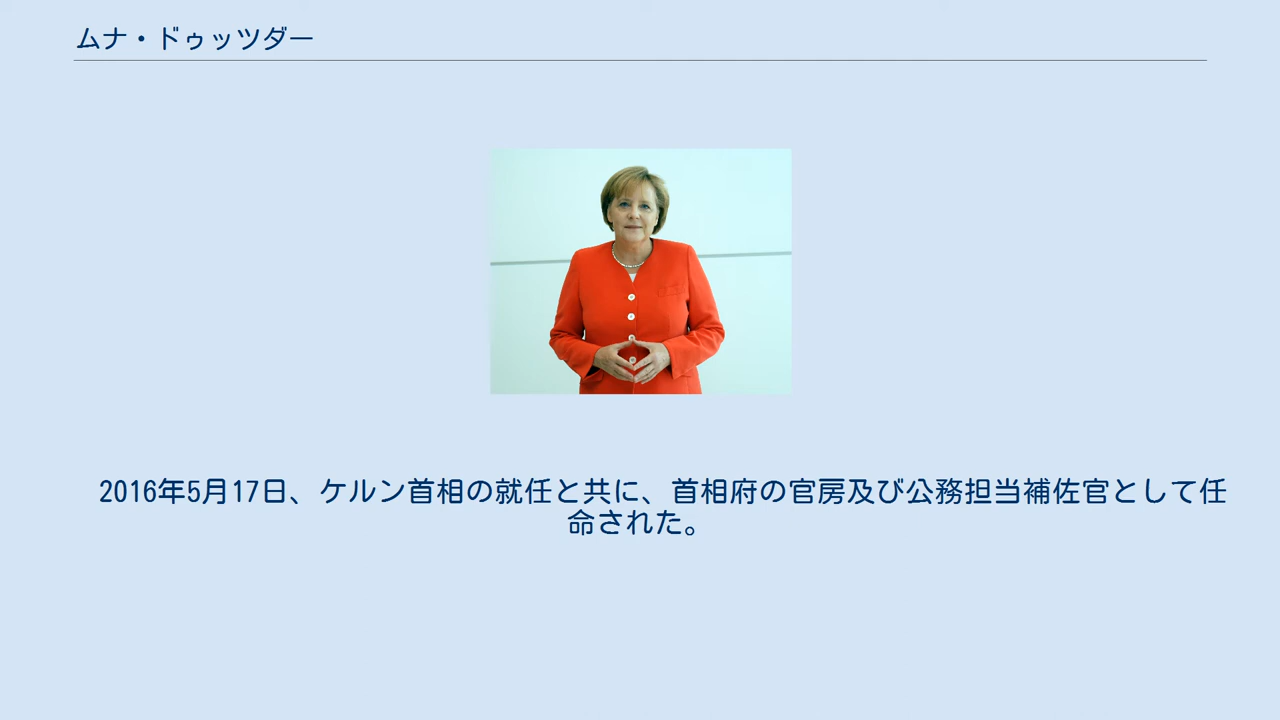 ムナ・ドゥッツダー
2016年5月17日、ケルン首相の就任と共に、首相府の官房及び公務担当補佐官として任
命された。